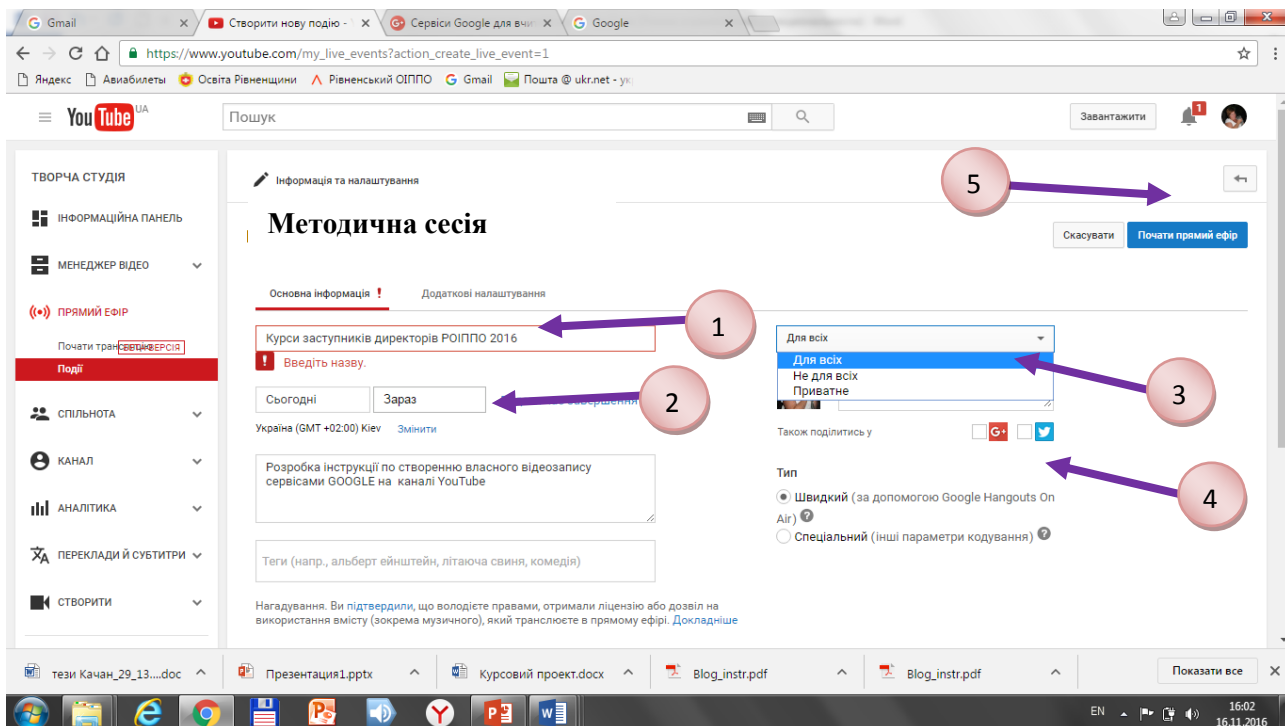 Gmail
Створити нову подію - Y
Сервіси Google для вчит
Google
https://www.youtube.com/my_live_events?action_create_live_event=1
Яндекс
Авиабилеты
Освіта Рівненщини
Рівненський ОІППО
Gmail
Пошта @ ukr.net - ук
YouTube UA
Пошук
Завантажити
1
ТВОРЧА СТУДІЯ
ІНФОРМАЦІЙНА ПАНЕЛЬ
МЕНЕДЖЕР ВІДЕО
ПРЯМИЙ ЕФІР
Почати
БЕТА-ВЕРСІЯ
Події
СПІЛЬНОТА
КАНАЛ
АНАЛІТИКА
ПЕРЕКЛАДИ Й СУБТИТРИ
СТВОРИТИ
Інформація та налаштування
5
Методична сесія
Скасувати
Почати прямий ефір
Основна інформація !
Додаткові налаштування
1
Курси заступників директорів РОІППО 2016
! Введіть назву.
Сьогодні
Зараз
завершення
2
Україна (GMT +02:00) Kiev
Змінити
Розробка інструкції по створенню власного відеозапису
сервісами GOOGLE на каналі YouTube
Теги (напр., альберт ейнштейн, літаюча свиня, комедія)
Нагадування. Ви підтвердили, що володієте правами, отримали ліцензію або дозвіл на
використання вмісту (зокрема музичного), який транслюєте в прямому ефірі. Докладніше
Для всіх
Для всіх
Не для всіх
Приватне
3
Також поділитись у
G+
Тип
Швидкий (за допомогою Google Hangouts On
Air) ?
Спеціальний (інші параметри кодування) ?
4
тези Качан_29_13....doc
Презентация1.pptx
Курсовий проект.docx
Blog_instr.pdf
Blog_instr.pdf
Показати все
EN
16:02
16.11.2016